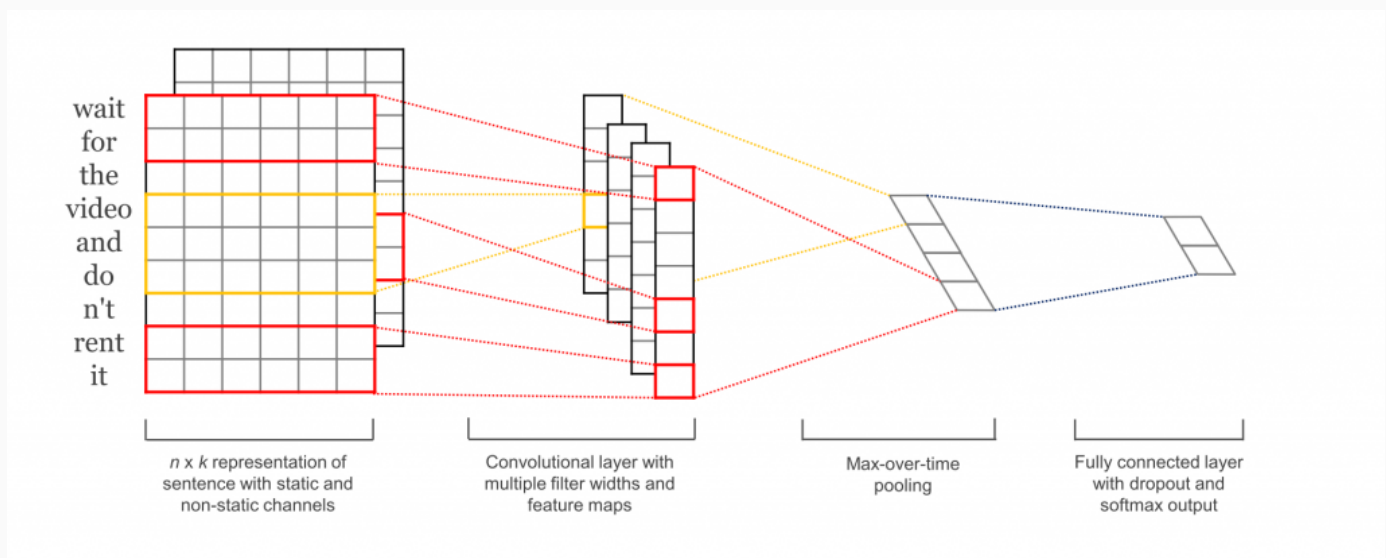 wait
for
the
video
and
do
n't
rent
it
n x k representation of
sentence with static and
non-static channels
Convolutional layer with
multiple filter widths and
feature maps
Max-over-time
pooling
Fully connected layer
with dropout and
softmax output